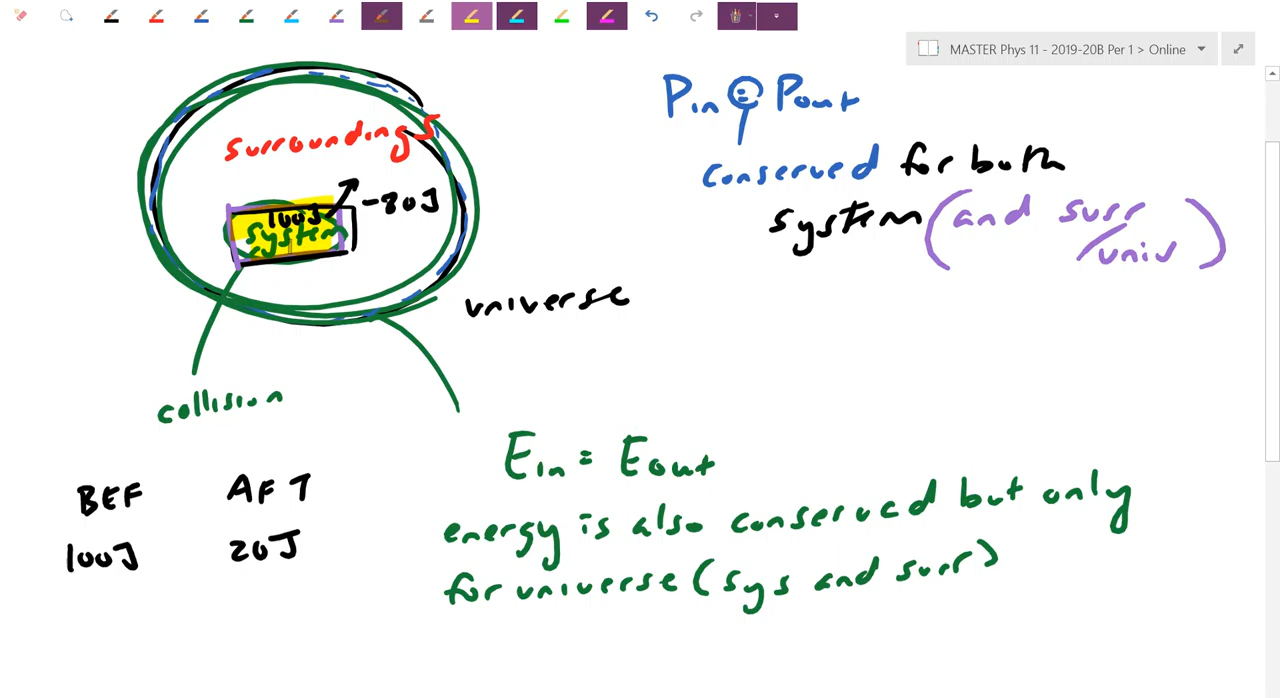 MASTER Phys 11 - 2019-20B Per 1 > Online
Pin = Pout
conserved for both
system (and surr
/univ)
surroundings
-80J
100J
system
universe
collision
Ein = Eout
BEF AFT
100J 20J
energy is also conserved but only
for universe (sys and surr)